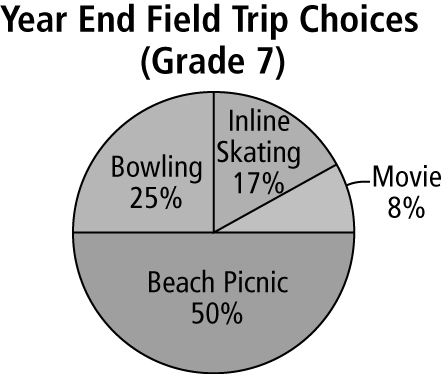 Year End Field Trip Choices
(Grade 7)
Inline
Skating
17%
Bowling
25%
Movie
8%
Beach Picnic
50%